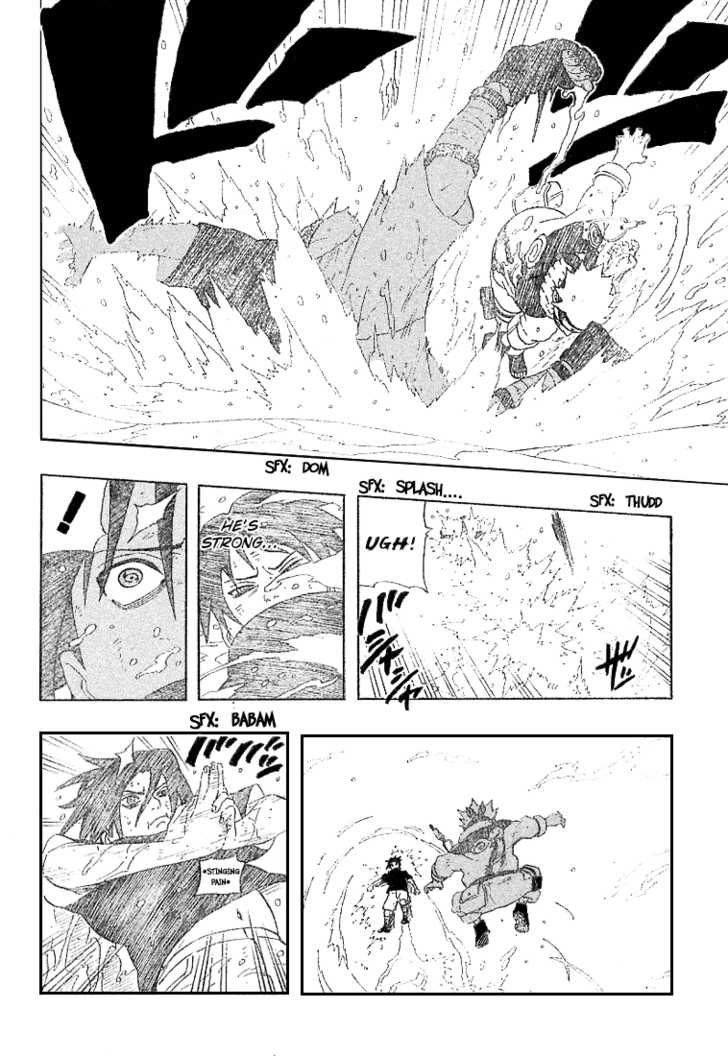 SFX: DOM
SFX: THUDD
SFX: SPLASH....
UGH!
HE'S
STRONG...
!
SFX: BABAM
*STINGING
PAIN*